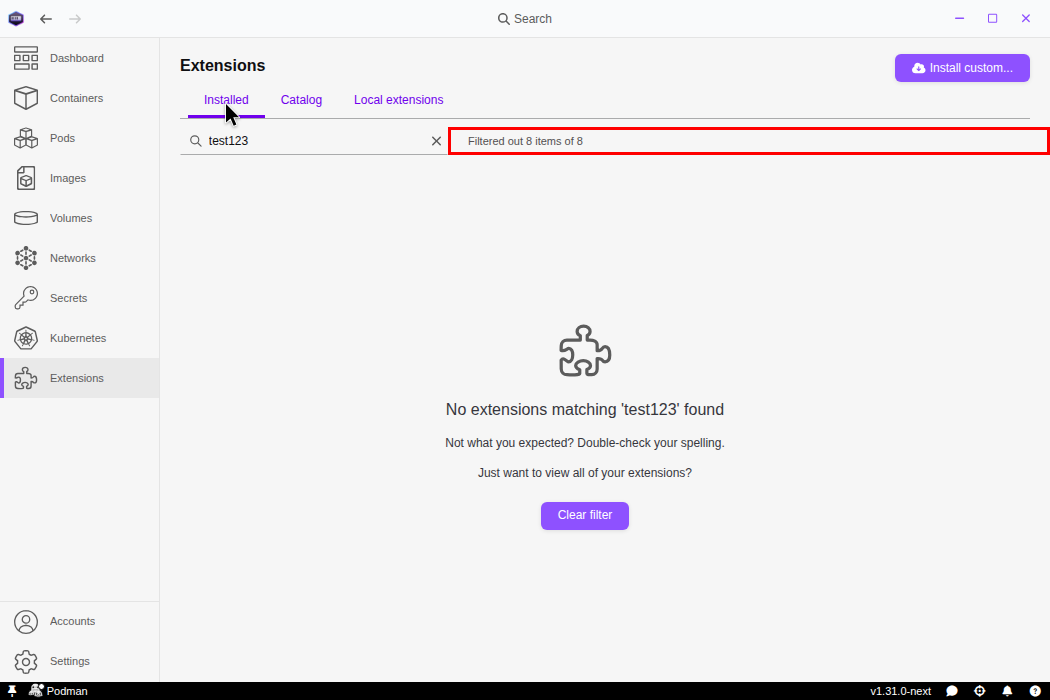 Search
Dashboard
Containers
Pods
Images
Volumes
Networks
Secrets
Kubernetes
Extensions
Accounts
Settings
Extensions
Install custom...
Installed
Catalog
Local extensions
test123
Filtered out 8 items of 8
No extensions matching 'test123' found
Not what you expected? Double-check your spelling.
Just want to view all of your extensions?
Clear filter
Podman
v1.31.0-next